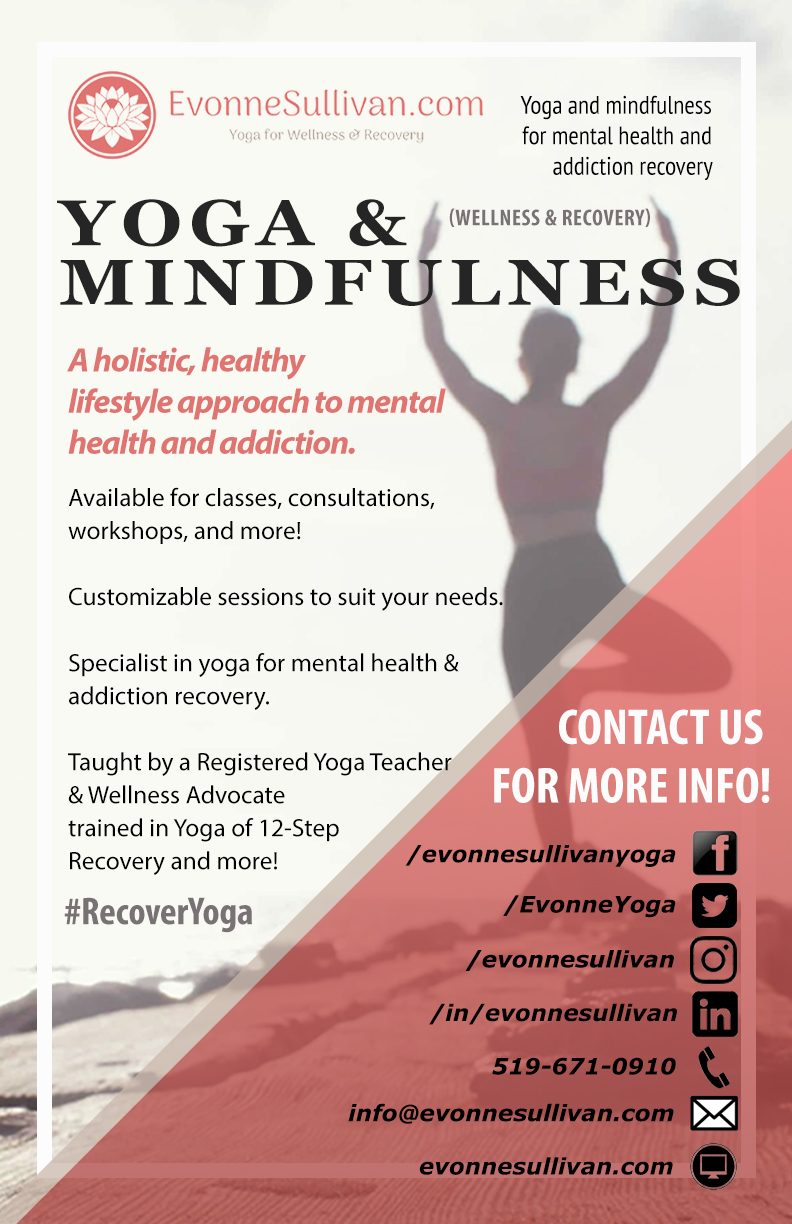 EvonneSullivan.com
Yoga for Wellness & Recovery
Yoga and mindfulness
for mental health and
addiction recovery
YOGA &
(WELLNESS & RECOVERY)
MINDFULNESS
A holistic, healthy
lifestyle approach to mental
health and addiction.
Available for classes, consultations,
workshops, and more!
Customizable sessions to suit your needs.
Specialist in yoga for mental health &
addiction recovery.
Taught by a Registered Yoga Teacher
& Wellness Advocate
trained in Yoga of 12-Step
Recovery and more!
#RecoverYoga
CONTACT US
FOR MORE INFO!
/evonnesullivanyoga
/EvonneYoga
/evonnesullivan
/in/evonnesullivan
519-671-0910
info@evonnesullivan.com
evonnesullivan.com